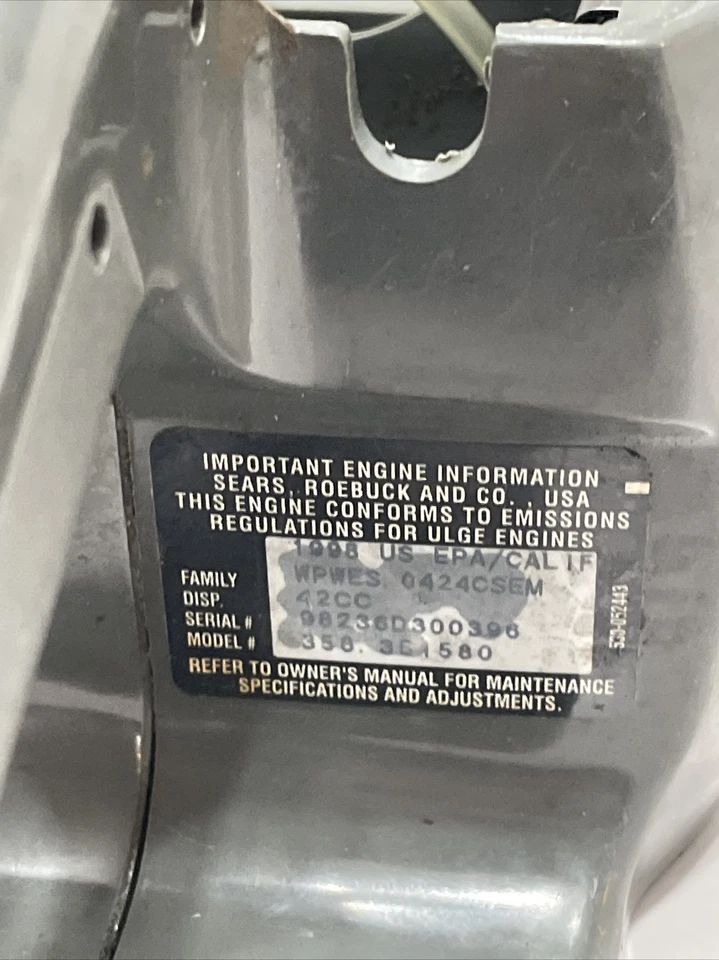 IMPORTANT ENGINE INFORMATION
SEARS, ROEBUCK AND CO., USA
THIS ENGINE CONFORMS TO EMISSIONS
REGULATIONS FOR ULGE ENGINES
1998 US EPA/CALIF
FAMILY WPWES.0424CSEM
DISP. 42CC
SERIAL # 98236D300396
MODEL # 358.351580
REFER TO OWNER'S MANUAL FOR MAINTENANCE
SPECIFICATIONS AND ADJUSTMENTS.
530-052443